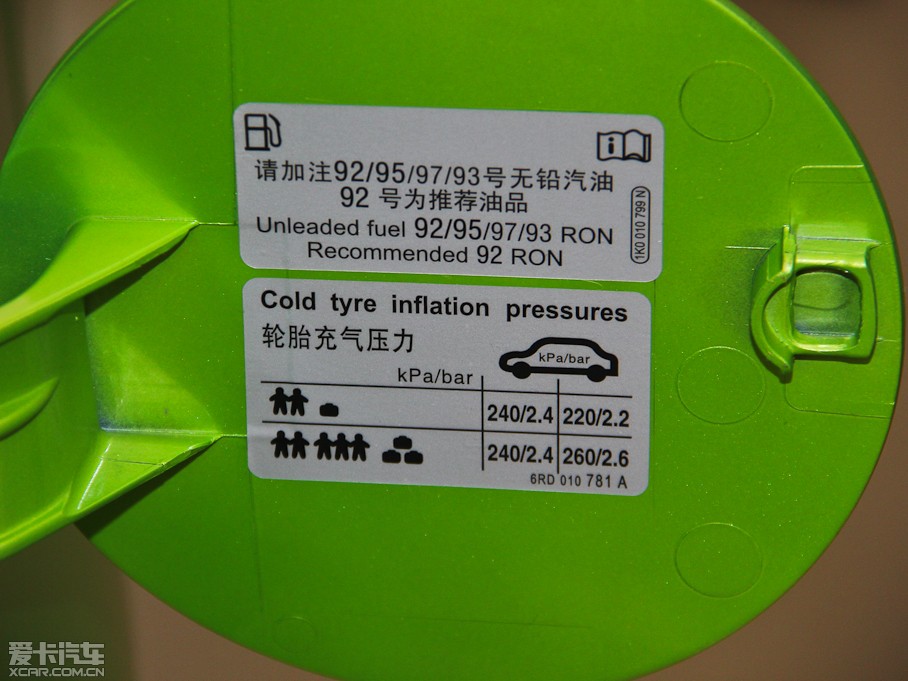 请加注92/95/97/93号无铅汽油
92 号为推荐油品
Unleaded fuel 92/95/97/93 RON
Recommended 92 RON
1K0 010 799 N
Cold tyre inflation pressures
轮胎充气压力
kPa/bar
kPa/bar
240/2.4 220/2.2
240/2.4 260/2.6
6RD 010 781 A
爱卡汽车
XCAR.COM.CN